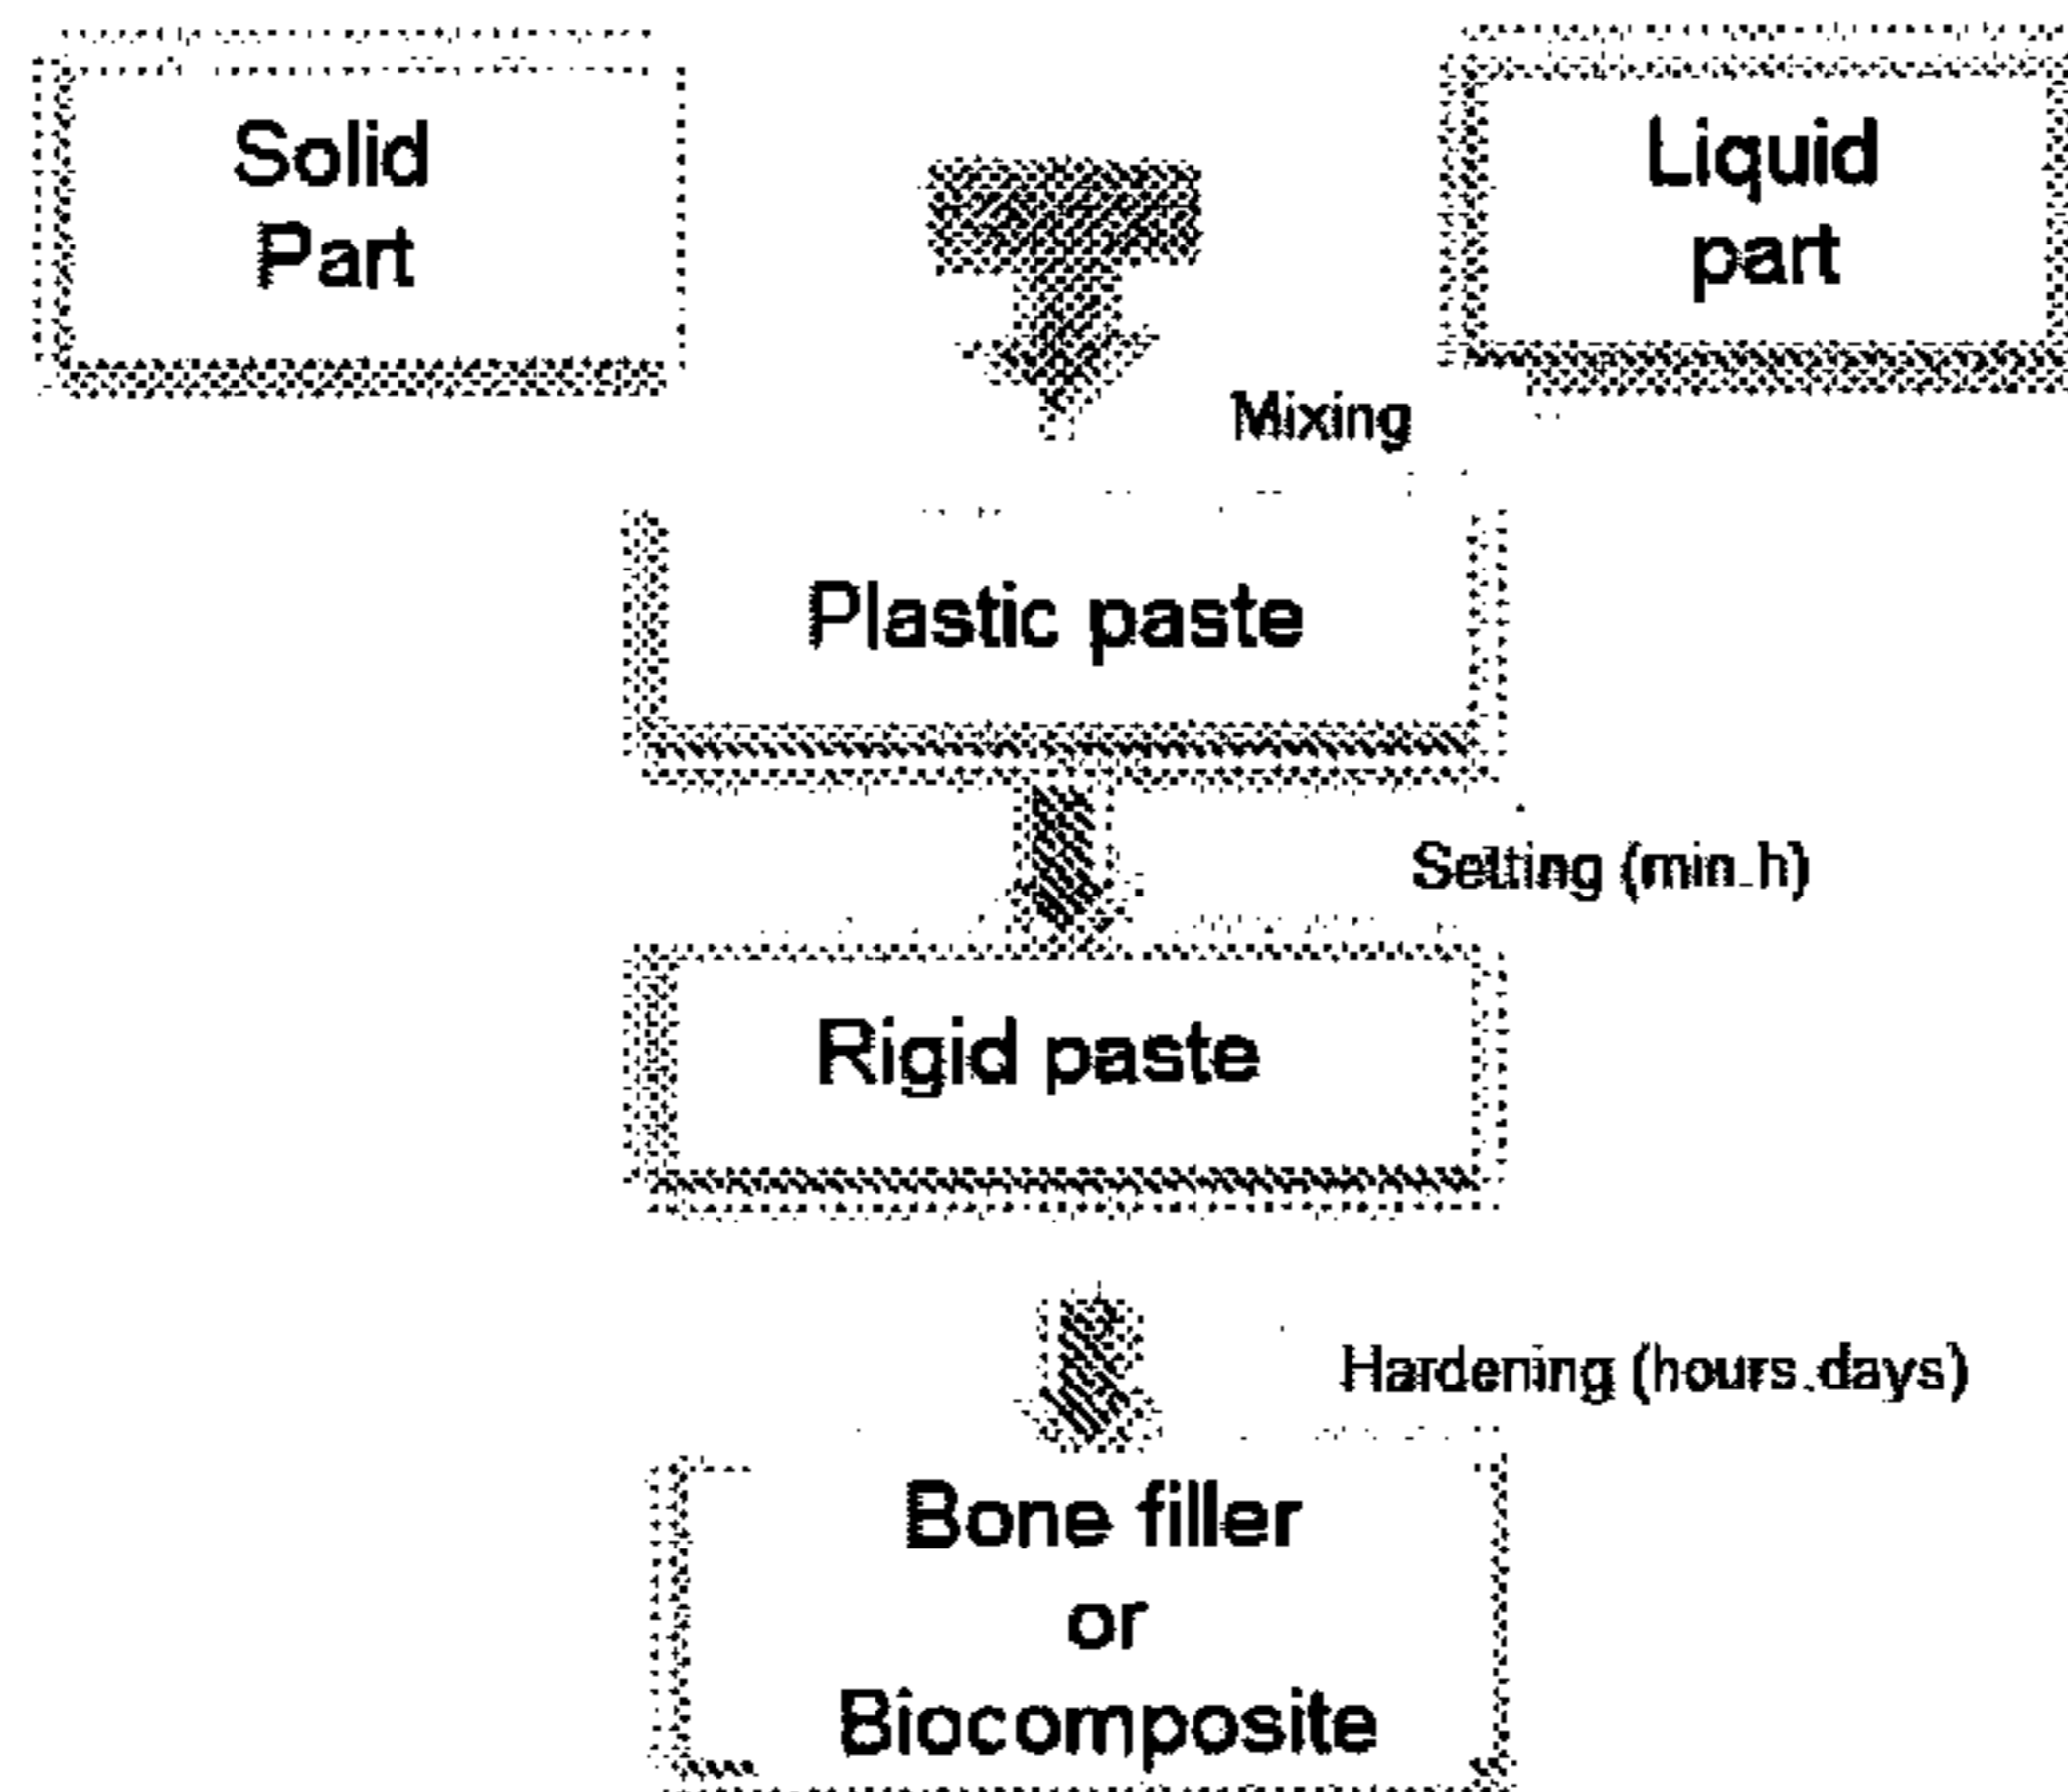 Solid
Part
Liquid
part
Mixing
Plastic paste
Setting (min-h)
Rigid paste
Hardening (hours.days)
Bone filler
or
Biocomposite